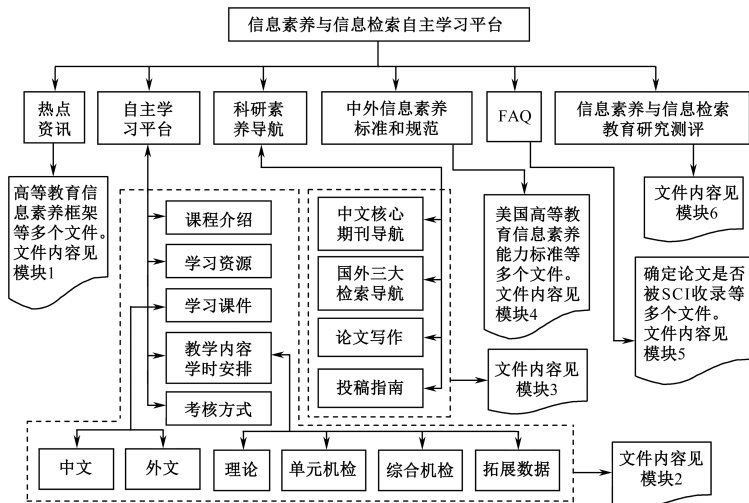 信息素养与信息检索自主学习平台
热点
资讯
自主学
习平台
科研素
养导航
中外信息素养
标准和规范
FAQ
信息素养与信息检索
教育研究测评
高等教育信
息素养框架
等多个文件。
文件内容见
模块1
课程介绍
学习资源
学习课件
教学内容
学时安排
考核方式
中文核心
期刊导航
国外三大
检索导航
论文写作
投稿指南
美国高等教
育信息素养
能力标准等
多个文件。
文件内容见
模块4
文件内容见
模块6
确定论文是否
被SCI收录等
多个文件。
文件内容见
模块5
文件内容见
模块3
中文
外文
理论
单元机检
综合机检
拓展数据
文件内容见
模块2